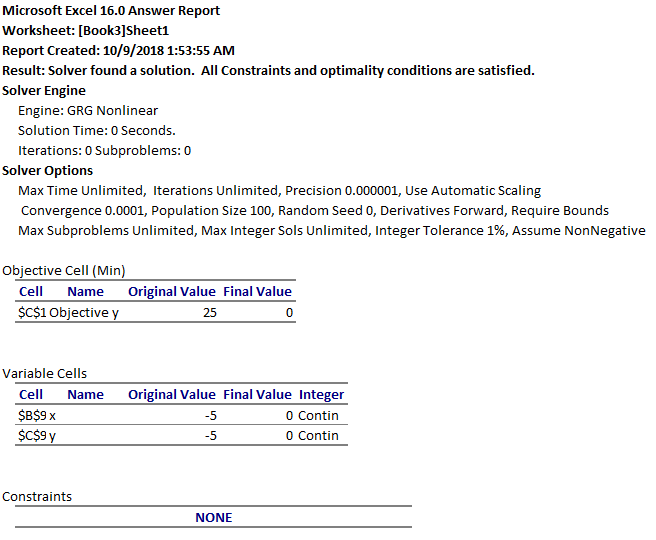 Microsoft Excel 16.0 Answer Report
Worksheet: [Book3]Sheet1
Report Created: 10/9/2018 1:53:55 AM
Result: Solver found a solution.  All Constraints and optimality conditions are satisfied.
Solver Engine
Engine: GRG Nonlinear
Solution Time: 0 Seconds.
Iterations: 0 Subproblems: 0
Solver Options
Max Time Unlimited,  Iterations Unlimited, Precision 0.000001, Use Automatic Scaling
Convergence 0.0001, Population Size 100, Random Seed 0, Derivatives Forward, Require Bounds
Max Subproblems Unlimited, Max Integer Sols Unlimited, Integer Tolerance 1%, Assume NonNegative
Objective Cell (Min)
Cell Name Original Value Final Value
$C$1 Objective y 25 0
Variable Cells
Cell Name Original Value Final Value Integer
$B$9 x -5 0 Contin
$C$9 y -5 0 Contin
Constraints
NONE